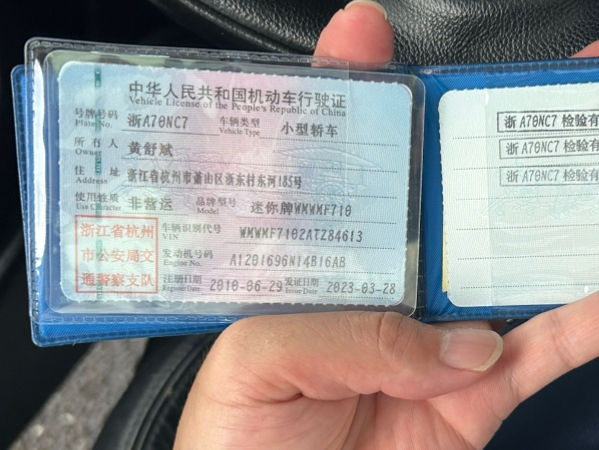 中华人民共和国机动车行驶证
Vehicle License of the People's Republic of China
号牌号码 浙A70NC7 车辆类型 小型轿车
Plate No. Vehicle Type
所有人 黄舒斌
Owner
住址 浙江省杭州市萧山区浙东村东河185号
Address
使用性质 非营运 品牌型号 迷你牌WMWMF710
Use Character Model
浙江省杭州
市公安局交
通警察支队
车辆识别代号 WMWMF7102ATZ84613
VIN
发动机号码 A1201696N14B16AB
Engine No.
注册日期 2010-06-29 发证日期 2023-03-28
Register Date Issue Date
浙A70NC7 检验有
浙A70NC7 检验有
浙A70NC7 检验有